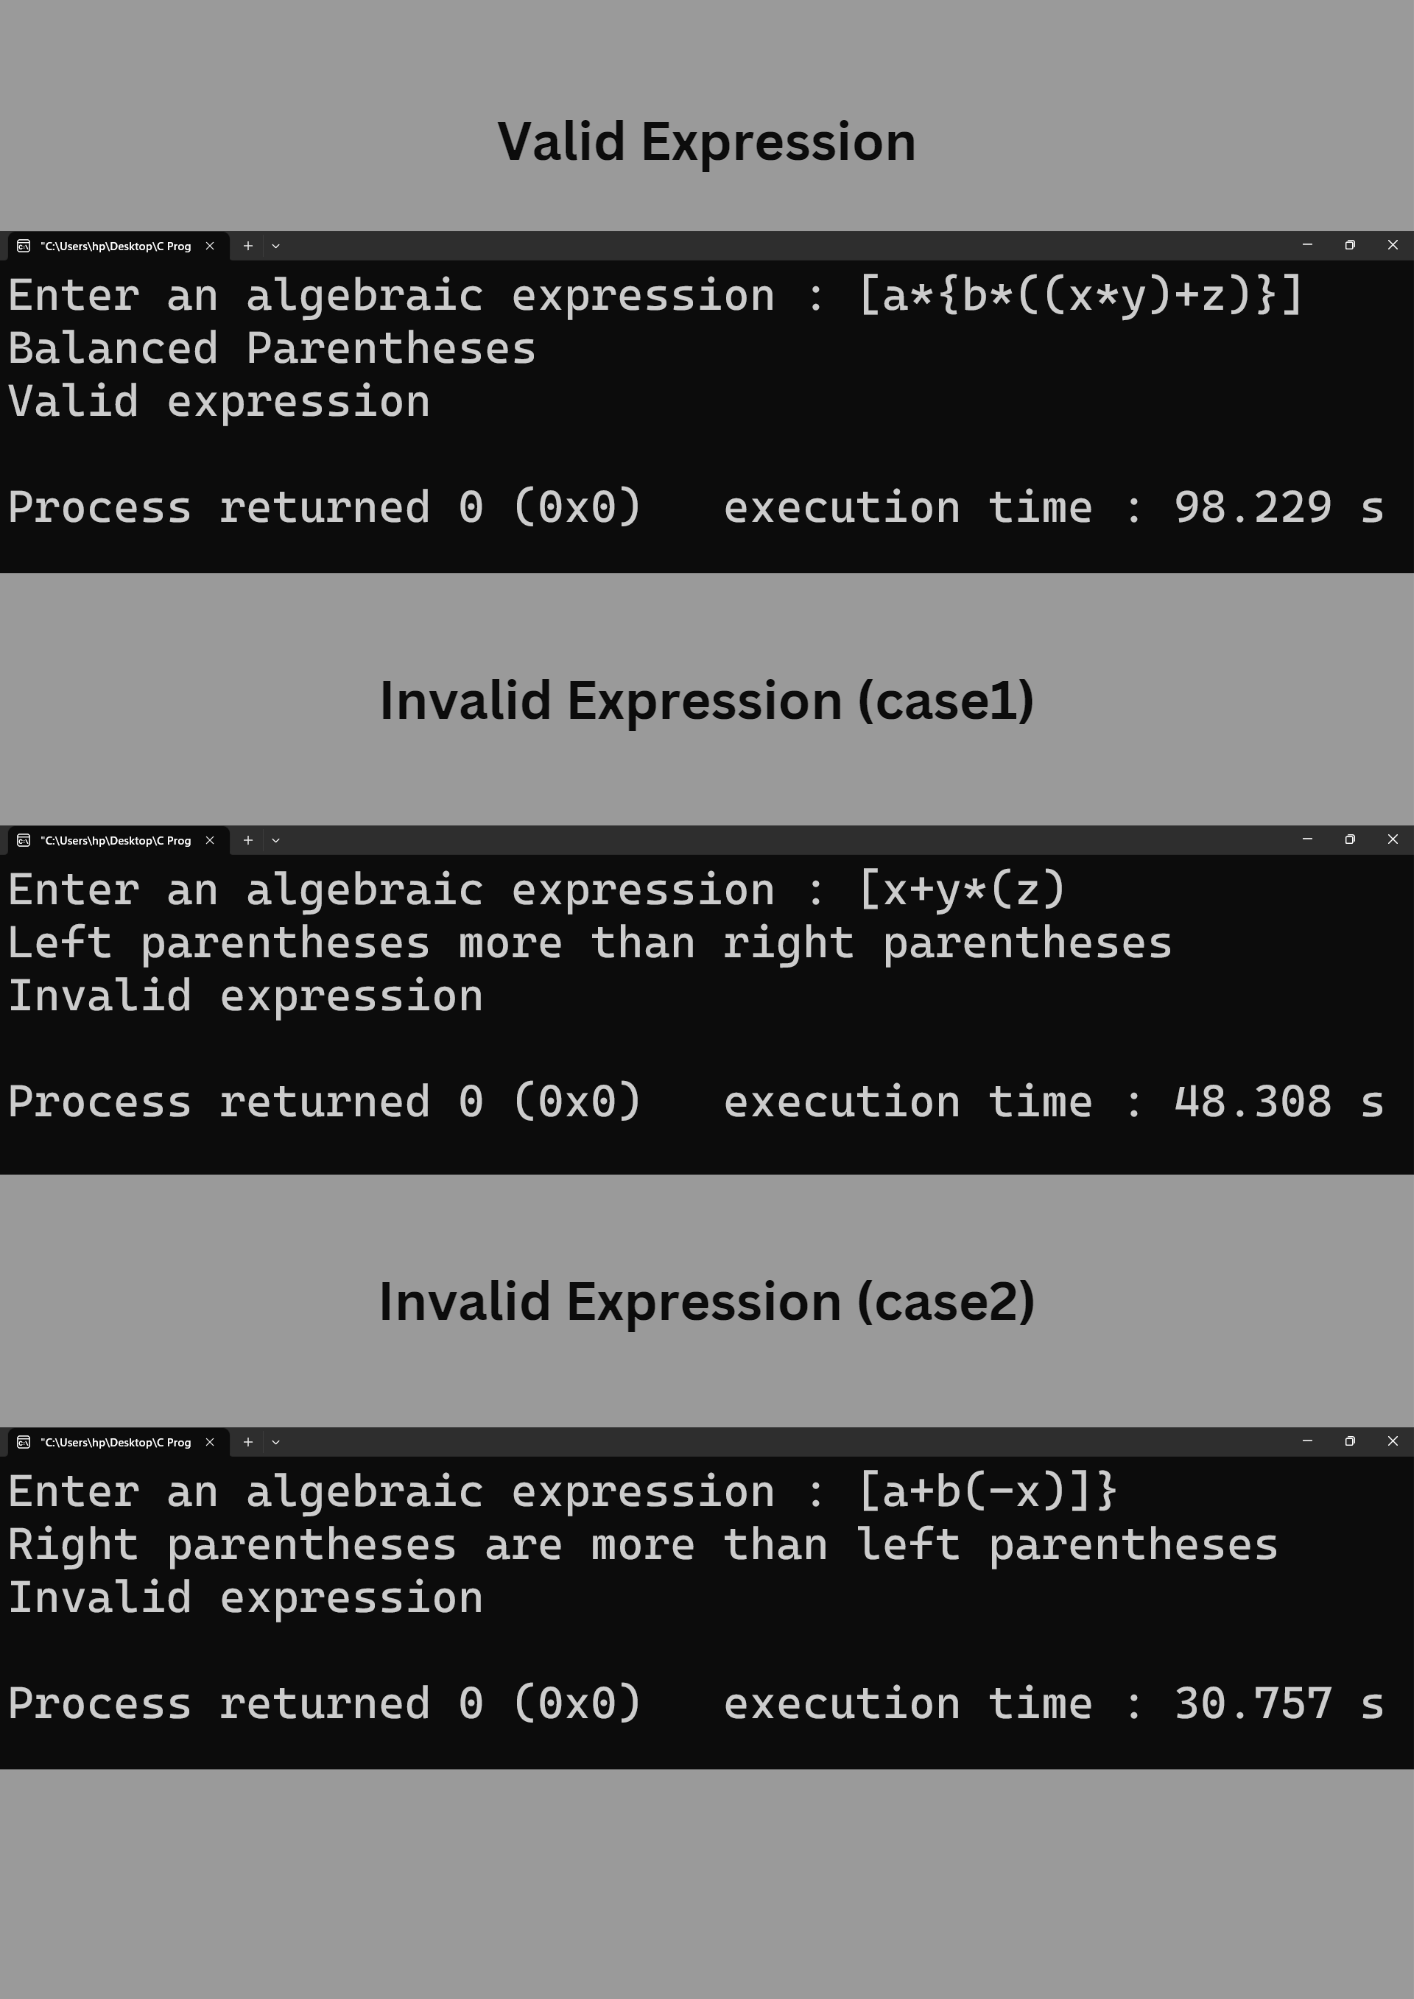 Valid Expression
"C:\Users\hp\Desktop\C Prog
Enter an algebraic expression : [a*{b*((x*y)+z)}]
Balanced Parentheses
Valid expression
Process returned 0 (0x0)   execution time : 98.229 s
Invalid Expression (case1)
"C:\Users\hp\Desktop\C Prog
Enter an algebraic expression : [x+y*(z)
Left parentheses more than right parentheses
Invalid expression
Process returned 0 (0x0)   execution time : 48.308 s
Invalid Expression (case2)
"C:\Users\hp\Desktop\C Prog
Enter an algebraic expression : [a+b(-x)]}
Right parentheses are more than left parentheses
Invalid expression
Process returned 0 (0x0)   execution time : 30.757 s